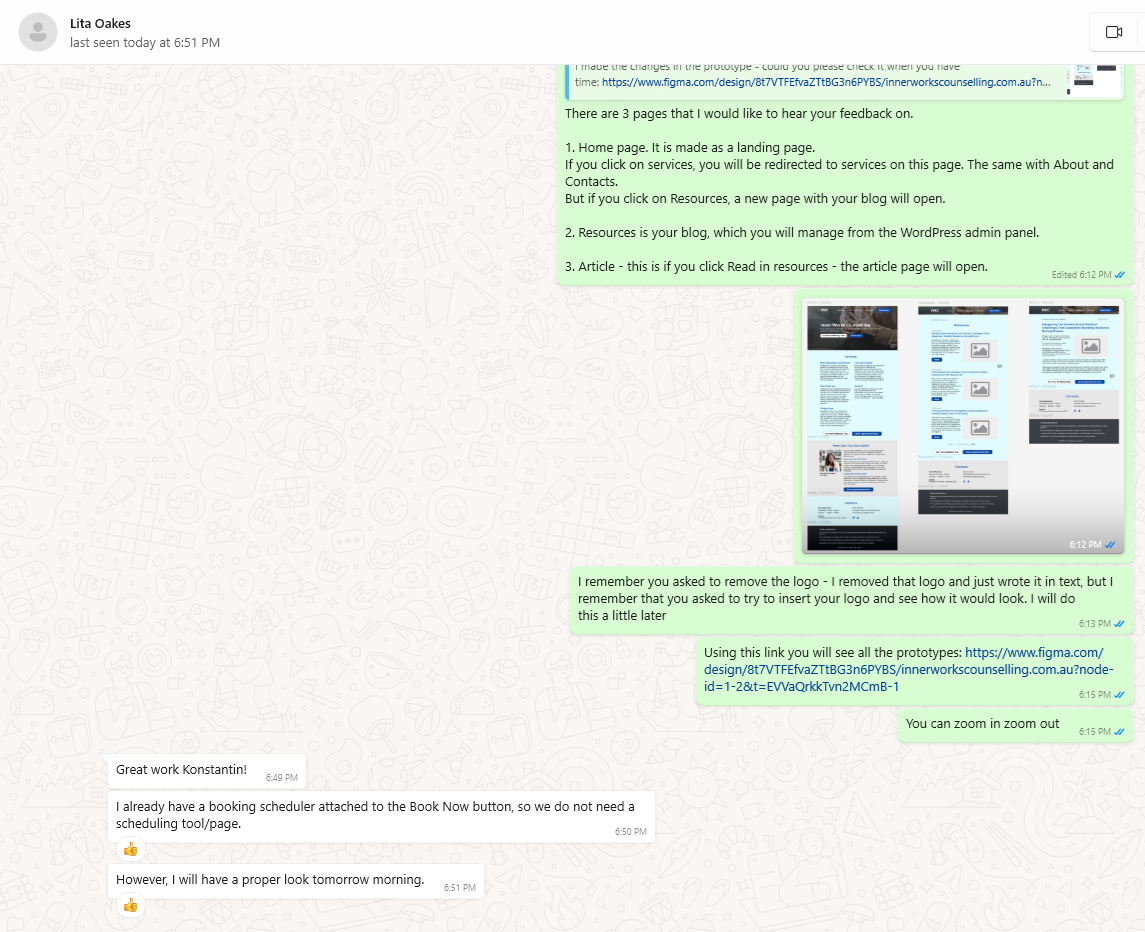 Lita Oakes
last seen today at 6:51 PM
I made the changes in the prototype - could you please check it when you have
time: https://www.figma.com/design/8t7VTFEfvaZTtBG3n6PYBS/innerworkscounselling.com.au?n...
There are 3 pages that I would like to hear your feedback on.
1. Home page. It is made as a landing page.
If you click on services, you will be redirected to services on this page. The same with About and
Contacts.
But if you click on Resources, a new page with your blog will open.
2. Resources is your blog, which you will manage from the WordPress admin panel.
3. Article - this is if you click Read in resources - the article page will open.
Edited 6:12 PM
IWC
Inner Works Counselling
Services
Resources
Contacts
6:12 PM
I remember you asked to remove the logo - I removed that logo and just wrote it in text, but I
remember that you asked to try to insert your logo and see how it would look. I will do
this a little later
6:13 PM
Using this link you will see all the prototypes: https://www.figma.com/
design/8t7VTFEfvaZTtBG3n6PYBS/innerworkscounselling.com.au?node-
id=1-2&t=EVVaQrkkTvn2MCmB-1
6:15 PM
You can zoom in zoom out
6:15 PM
Great work Konstantin!
6:49 PM
I already have a booking scheduler attached to the Book Now button, so we do not need a
scheduling tool/page.
6:50 PM
However, I will have a proper look tomorrow morning.
6:51 PM